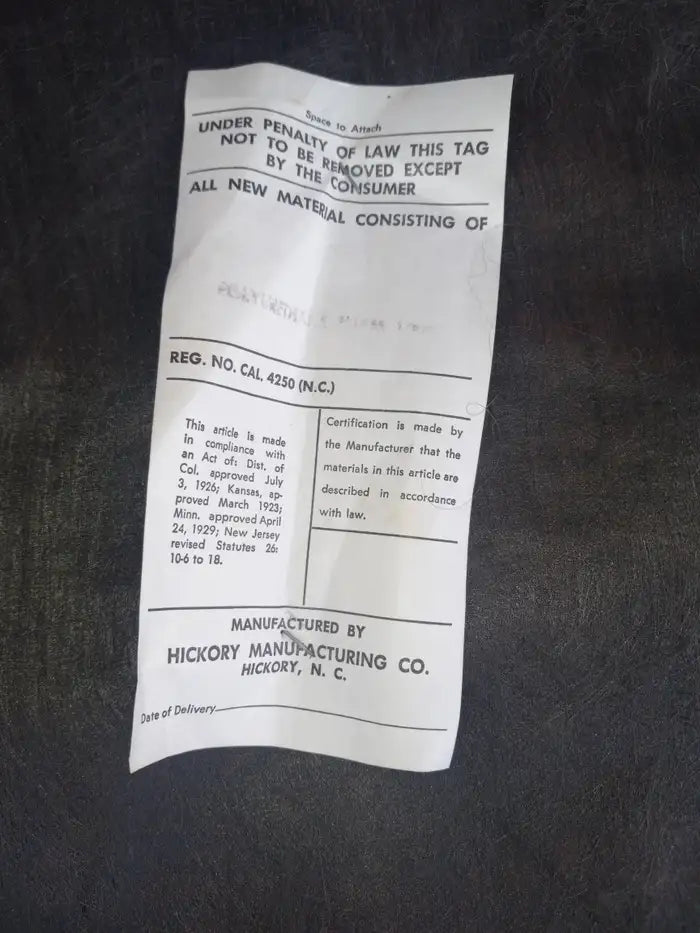 Space to Attach
UNDER PENALTY OF LAW THIS TAG
NOT TO BE REMOVED EXCEPT
BY THE CONSUMER
ALL NEW MATERIAL CONSISTING OF
REG. NO. CAL. 4250 (N.C.)
This article is made
in compliance with
an Act of: Dist. of
Col. approved July
3, 1926; Kansas, ap-
proved March 1923;
Minn. approved April
24, 1929; New Jersey
revised Statutes 26:
10-6 to 18.
Certification is made by
the Manufacturer that the
materials in this article are
described in accordance
with law.
MANUFACTURED BY
HICKORY MANUFACTURING CO.
HICKORY, N. C.
Date of Delivery